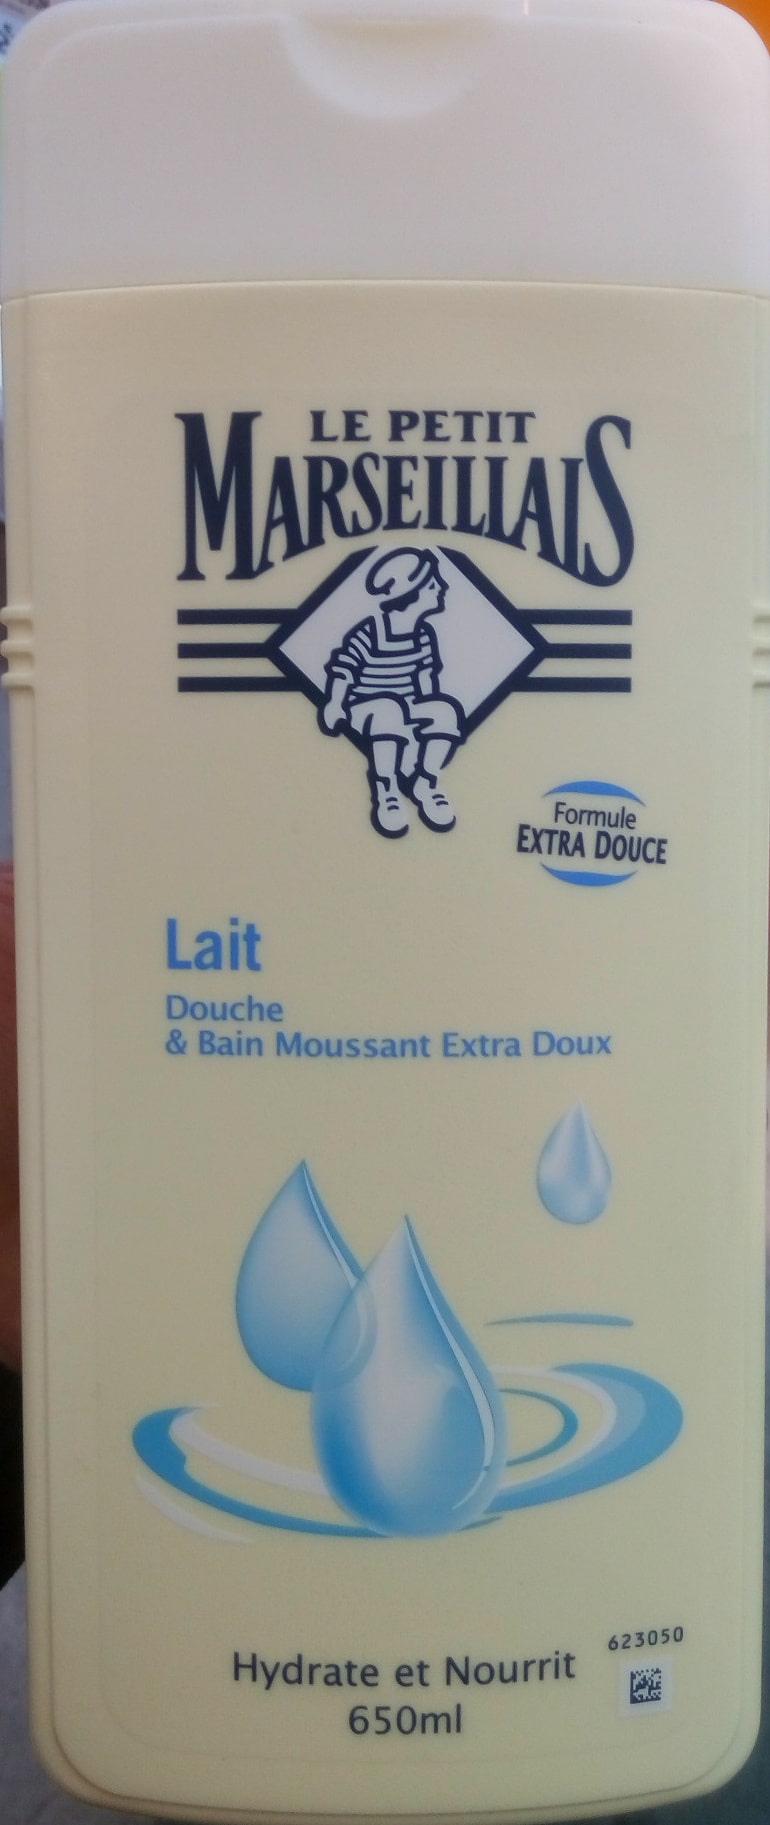 LE PETIT
MARSEILLAIS
Formule
EXTRA DOUCE
Lait
Douche
& Bain Moussant Extra Doux
623050
Hydrate et Nourrit
650ml